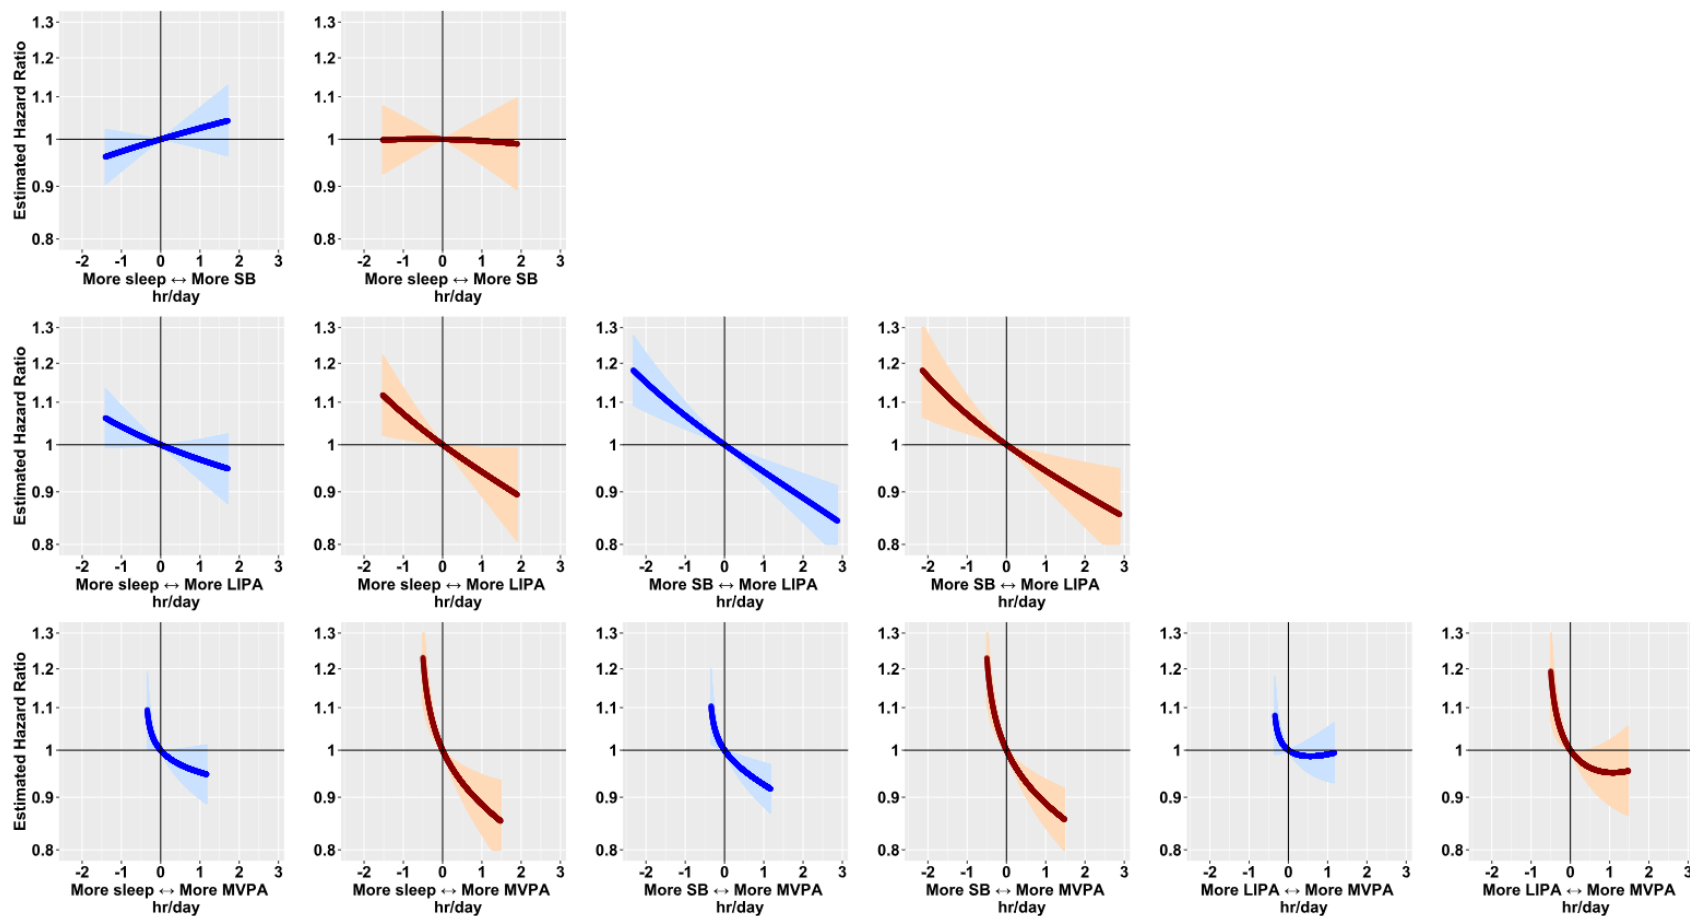 Estimated Hazard Ratio
1.3 1.3
1.2 1.2
1.1 1.1
1 1
0.9 0.9
0.8 0.8
-2 -1 0 1 2 3 -2 -1 0 1 2 3
More sleep ↔ More SB More sleep ↔ More SB
hr/day hr/day
Estimated Hazard Ratio
1.3 1.3 1.3 1.3
1.2 1.2 1.2 1.2
1.1 1.1 1.1 1.1
1 1 1 1
0.9 0.9 0.9 0.9
0.8 0.8 0.8 0.8
-2 -1 0 1 2 3 -2 -1 0 1 2 3 -2 -1 0 1 2 3 -2 -1 0 1 2 3
More sleep ↔ More LIPA More sleep ↔ More LIPA More SB ↔ More LIPA More SB ↔ More LIPA
hr/day hr/day hr/day hr/day
Estimated Hazard Ratio
1.3 1.3 1.3 1.3 1.3 1.3
1.2 1.2 1.2 1.2 1.2 1.2
1.1 1.1 1.1 1.1 1.1 1.1
1 1 1 1 1 1
0.9 0.9 0.9 0.9 0.9 0.9
0.8 0.8 0.8 0.8 0.8 0.8
-2 -1 0 1 2 3 -2 -1 0 1 2 3 -2 -1 0 1 2 3 -2 -1 0 1 2 3 -2 -1 0 1 2 3 -2 -1 0 1 2 3
More sleep ↔ More MVPA More sleep ↔ More MVPA More SB ↔ More MVPA More SB ↔ More MVPA More LIPA ↔ More MVPA More LIPA ↔ More MVPA
hr/day hr/day hr/day hr/day hr/day hr/day